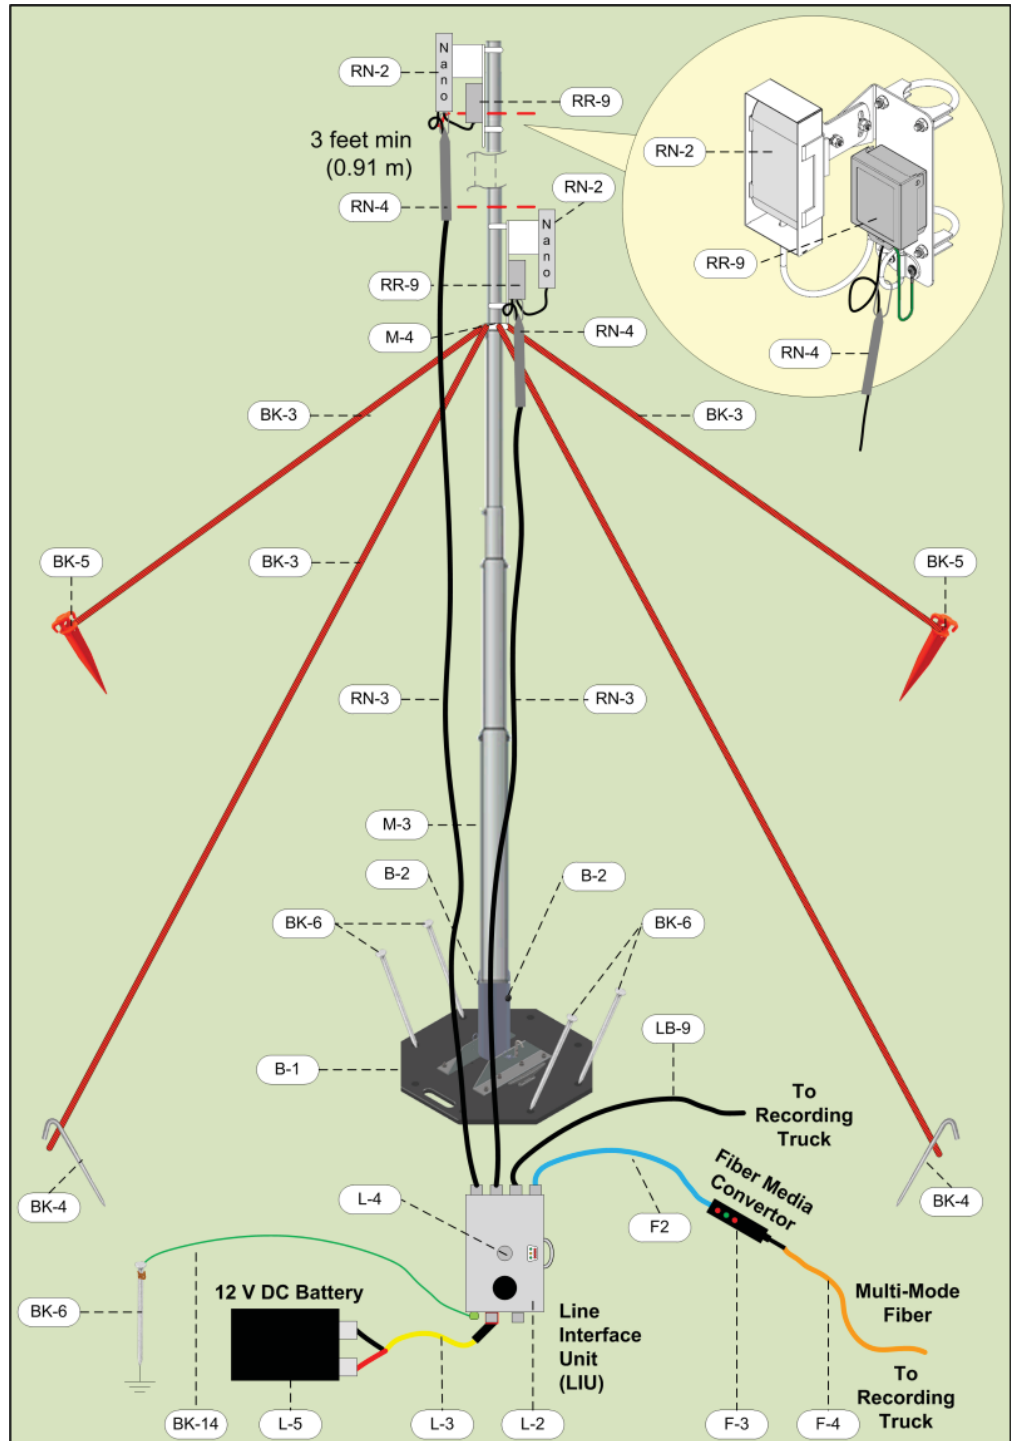 RN-2
Nano
RR-9
3 feet min
(0.91 m)
RN-4
RN-2
Nano
RR-9
M-4
RN-4
RN-2
RR-9
RN-4
BK-3
BK-3
BK-5
BK-3
BK-5
RN-3
RN-3
M-3
B-2
B-2
BK-6
BK-6
LB-9
B-1
To
Recording
Truck
Fiber Media
Convertor
BK-4
L-4
F2
BK-4
12 V DC Battery
BK-6
Line
Interface
Unit
(LIU)
Multi-Mode
Fiber
To
Recording
Truck
BK-14
L-5
L-3
L-2
F-3
F-4